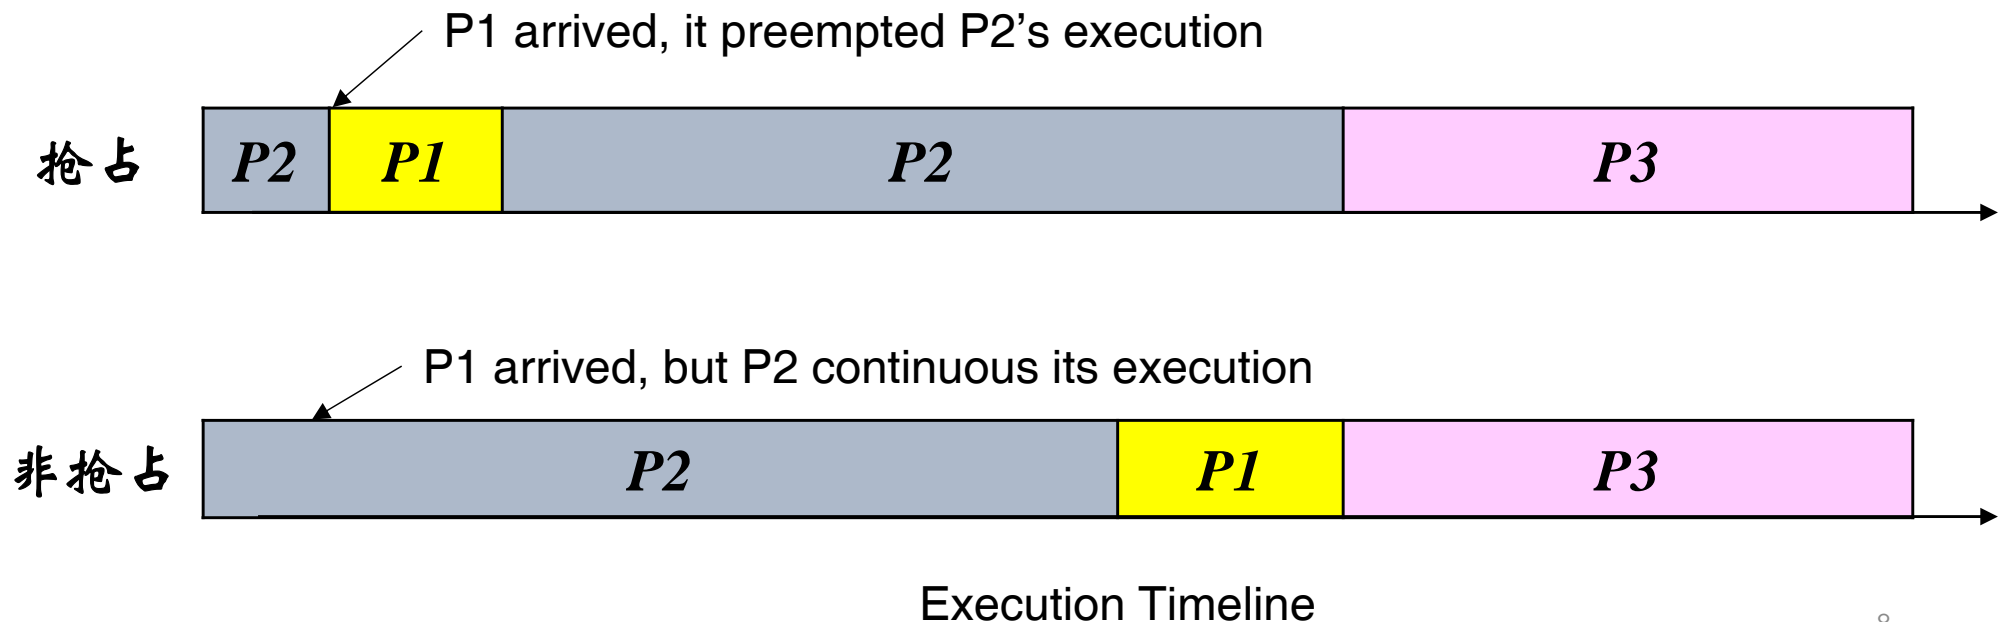 P1 arrived, it preempted P2’s execution
抢占
P2 P1 P2 P3
P1 arrived, but P2 continuous its execution
非抢占
P2 P1 P3
Execution Timeline